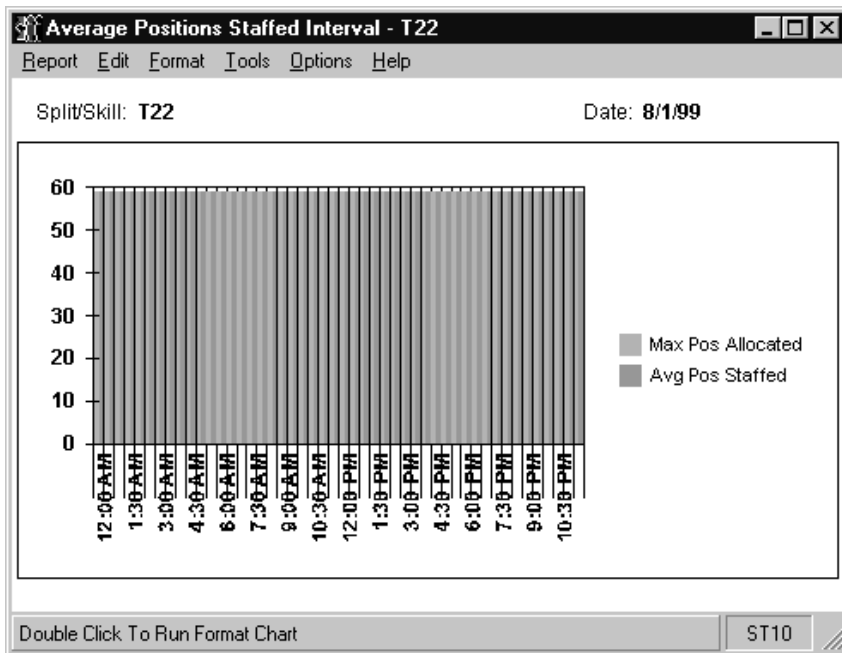 Average Positions Staffed Interval - T22
Report Edit Format Tools Options Help
Split/Skill: T22 Date: 8/1/99
60
50
40
30
20
10
0
Max Pos Allocated
Avg Pos Staffed
12:00 AM
1:30 AM
3:00 AM
4:30 AM
6:00 AM
7:30 AM
9:00 AM
10:30 AM
12:00 PM
1:30 PM
3:00 PM
4:30 PM
6:00 PM
7:30 PM
9:00 PM
10:30 PM
Double Click To Run Format Chart ST10